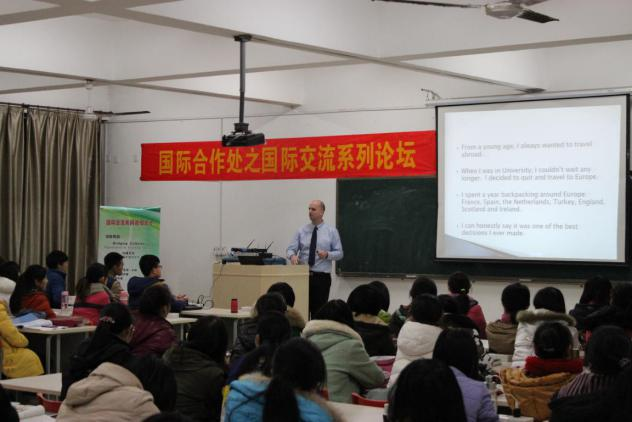 国际合作处之国际交流系列论坛
From a young age, I always wanted to travel
abroad.
When I was in University, I couldn't wait any
longer. I decided to quit and travel to Europe.
I spent a year backpacking around Europe:
France, Spain, the Netherlands, Turkey, England,
Scotland and Ireland.
I can honestly say it was one of the best
decisions I ever made.
Bridging Cultures